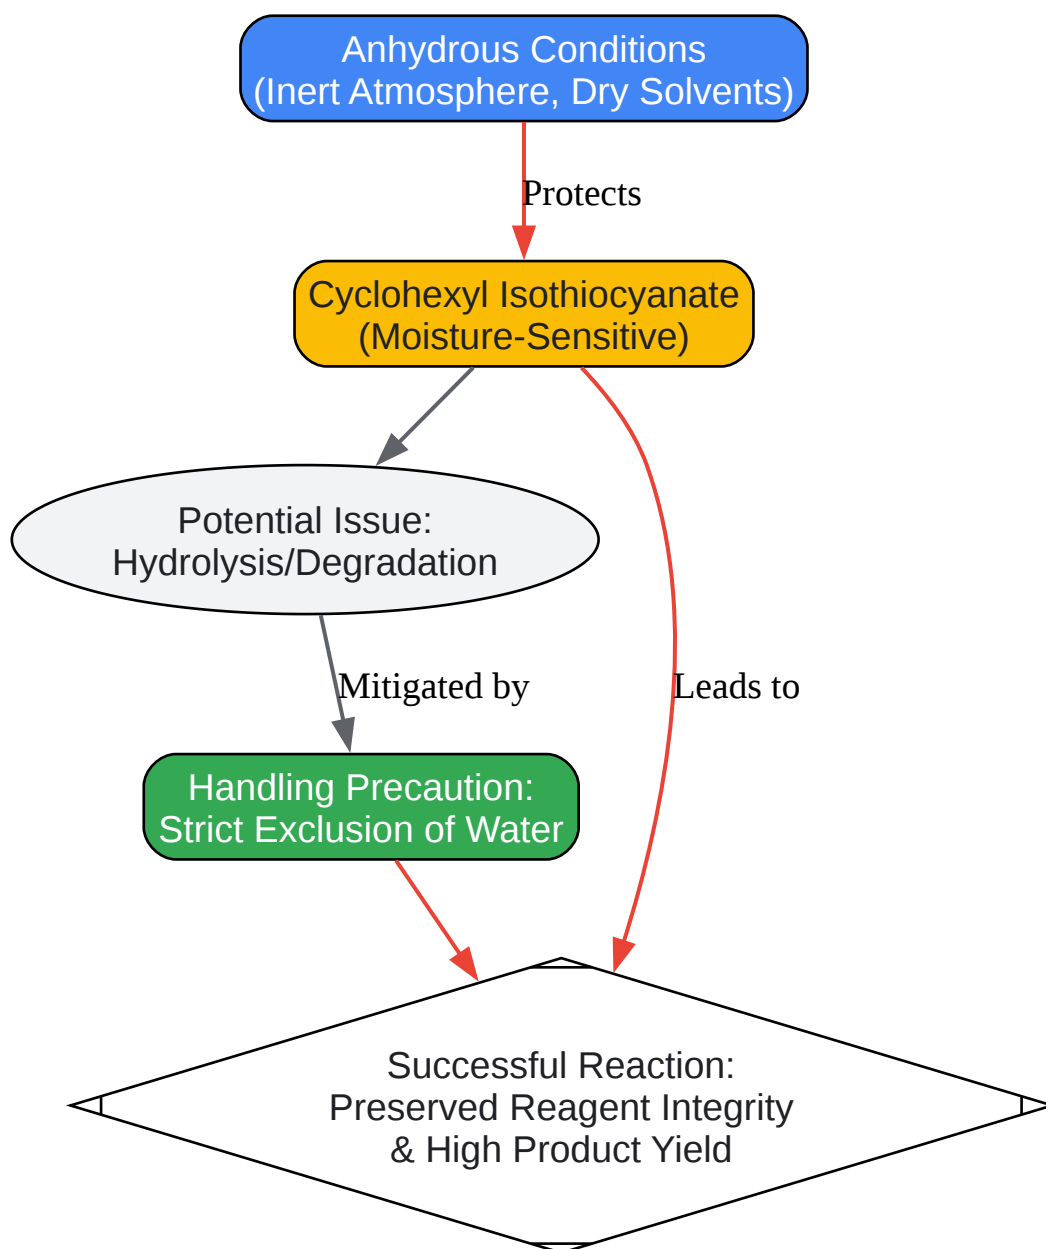 Anhydrous Conditions
(Inert Atmosphere, Dry Solvents)
Protects
Cyclohexyl Isothiocyanate
(Moisture-Sensitive)
Potential Issue:
Hydrolysis/Degradation
Mitigated by
Leads to
Handling Precaution:
Strict Exclusion of Water
Successful Reaction:
Preserved Reagent Integrity
& High Product Yield